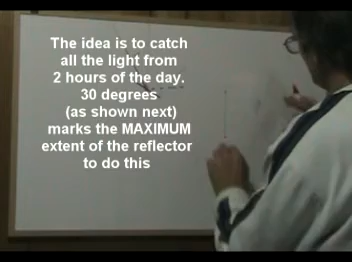 The idea is to catch
all the light from
2 hours of the day.
30 degrees
(as shown next)
marks the MAXIMUM
extent of the reflector
to do this